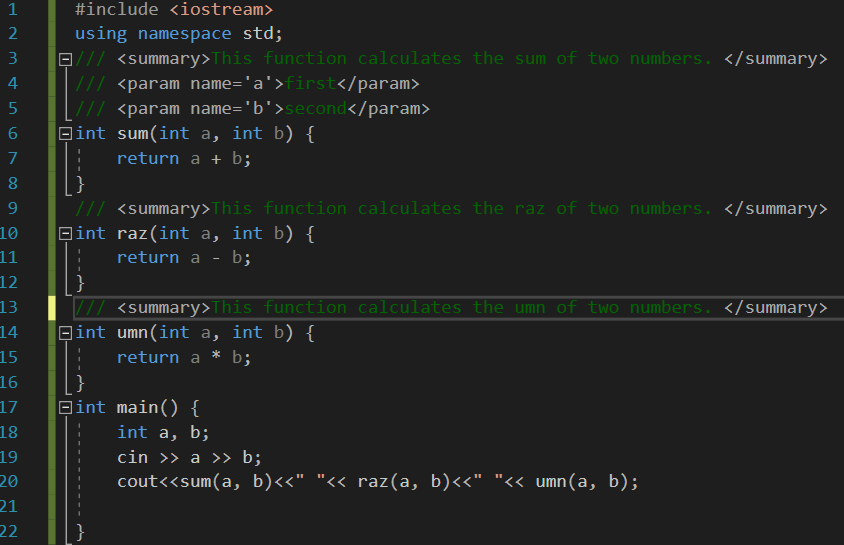 1 #include <iostream>
2 using namespace std;
3 /// <summary>This function calculates the sum of two numbers. </summary>
4 /// <param name='a'>first</param>
5 /// <param name='b'>second</param>
6 int sum(int a, int b) {
7 return a + b;
8 }
9 /// <summary>This function calculates the raz of two numbers. </summary>
10 int raz(int a, int b) {
11 return a - b;
12 }
13 /// <summary>This function calculates the umn of two numbers. </summary>
14 int umn(int a, int b) {
15 return a * b;
16 }
17 int main() {
18 int a, b;
19 cin >> a >> b;
20 cout<<sum(a, b)<<" "<< raz(a, b)<<" "<< umn(a, b);
21
22 }